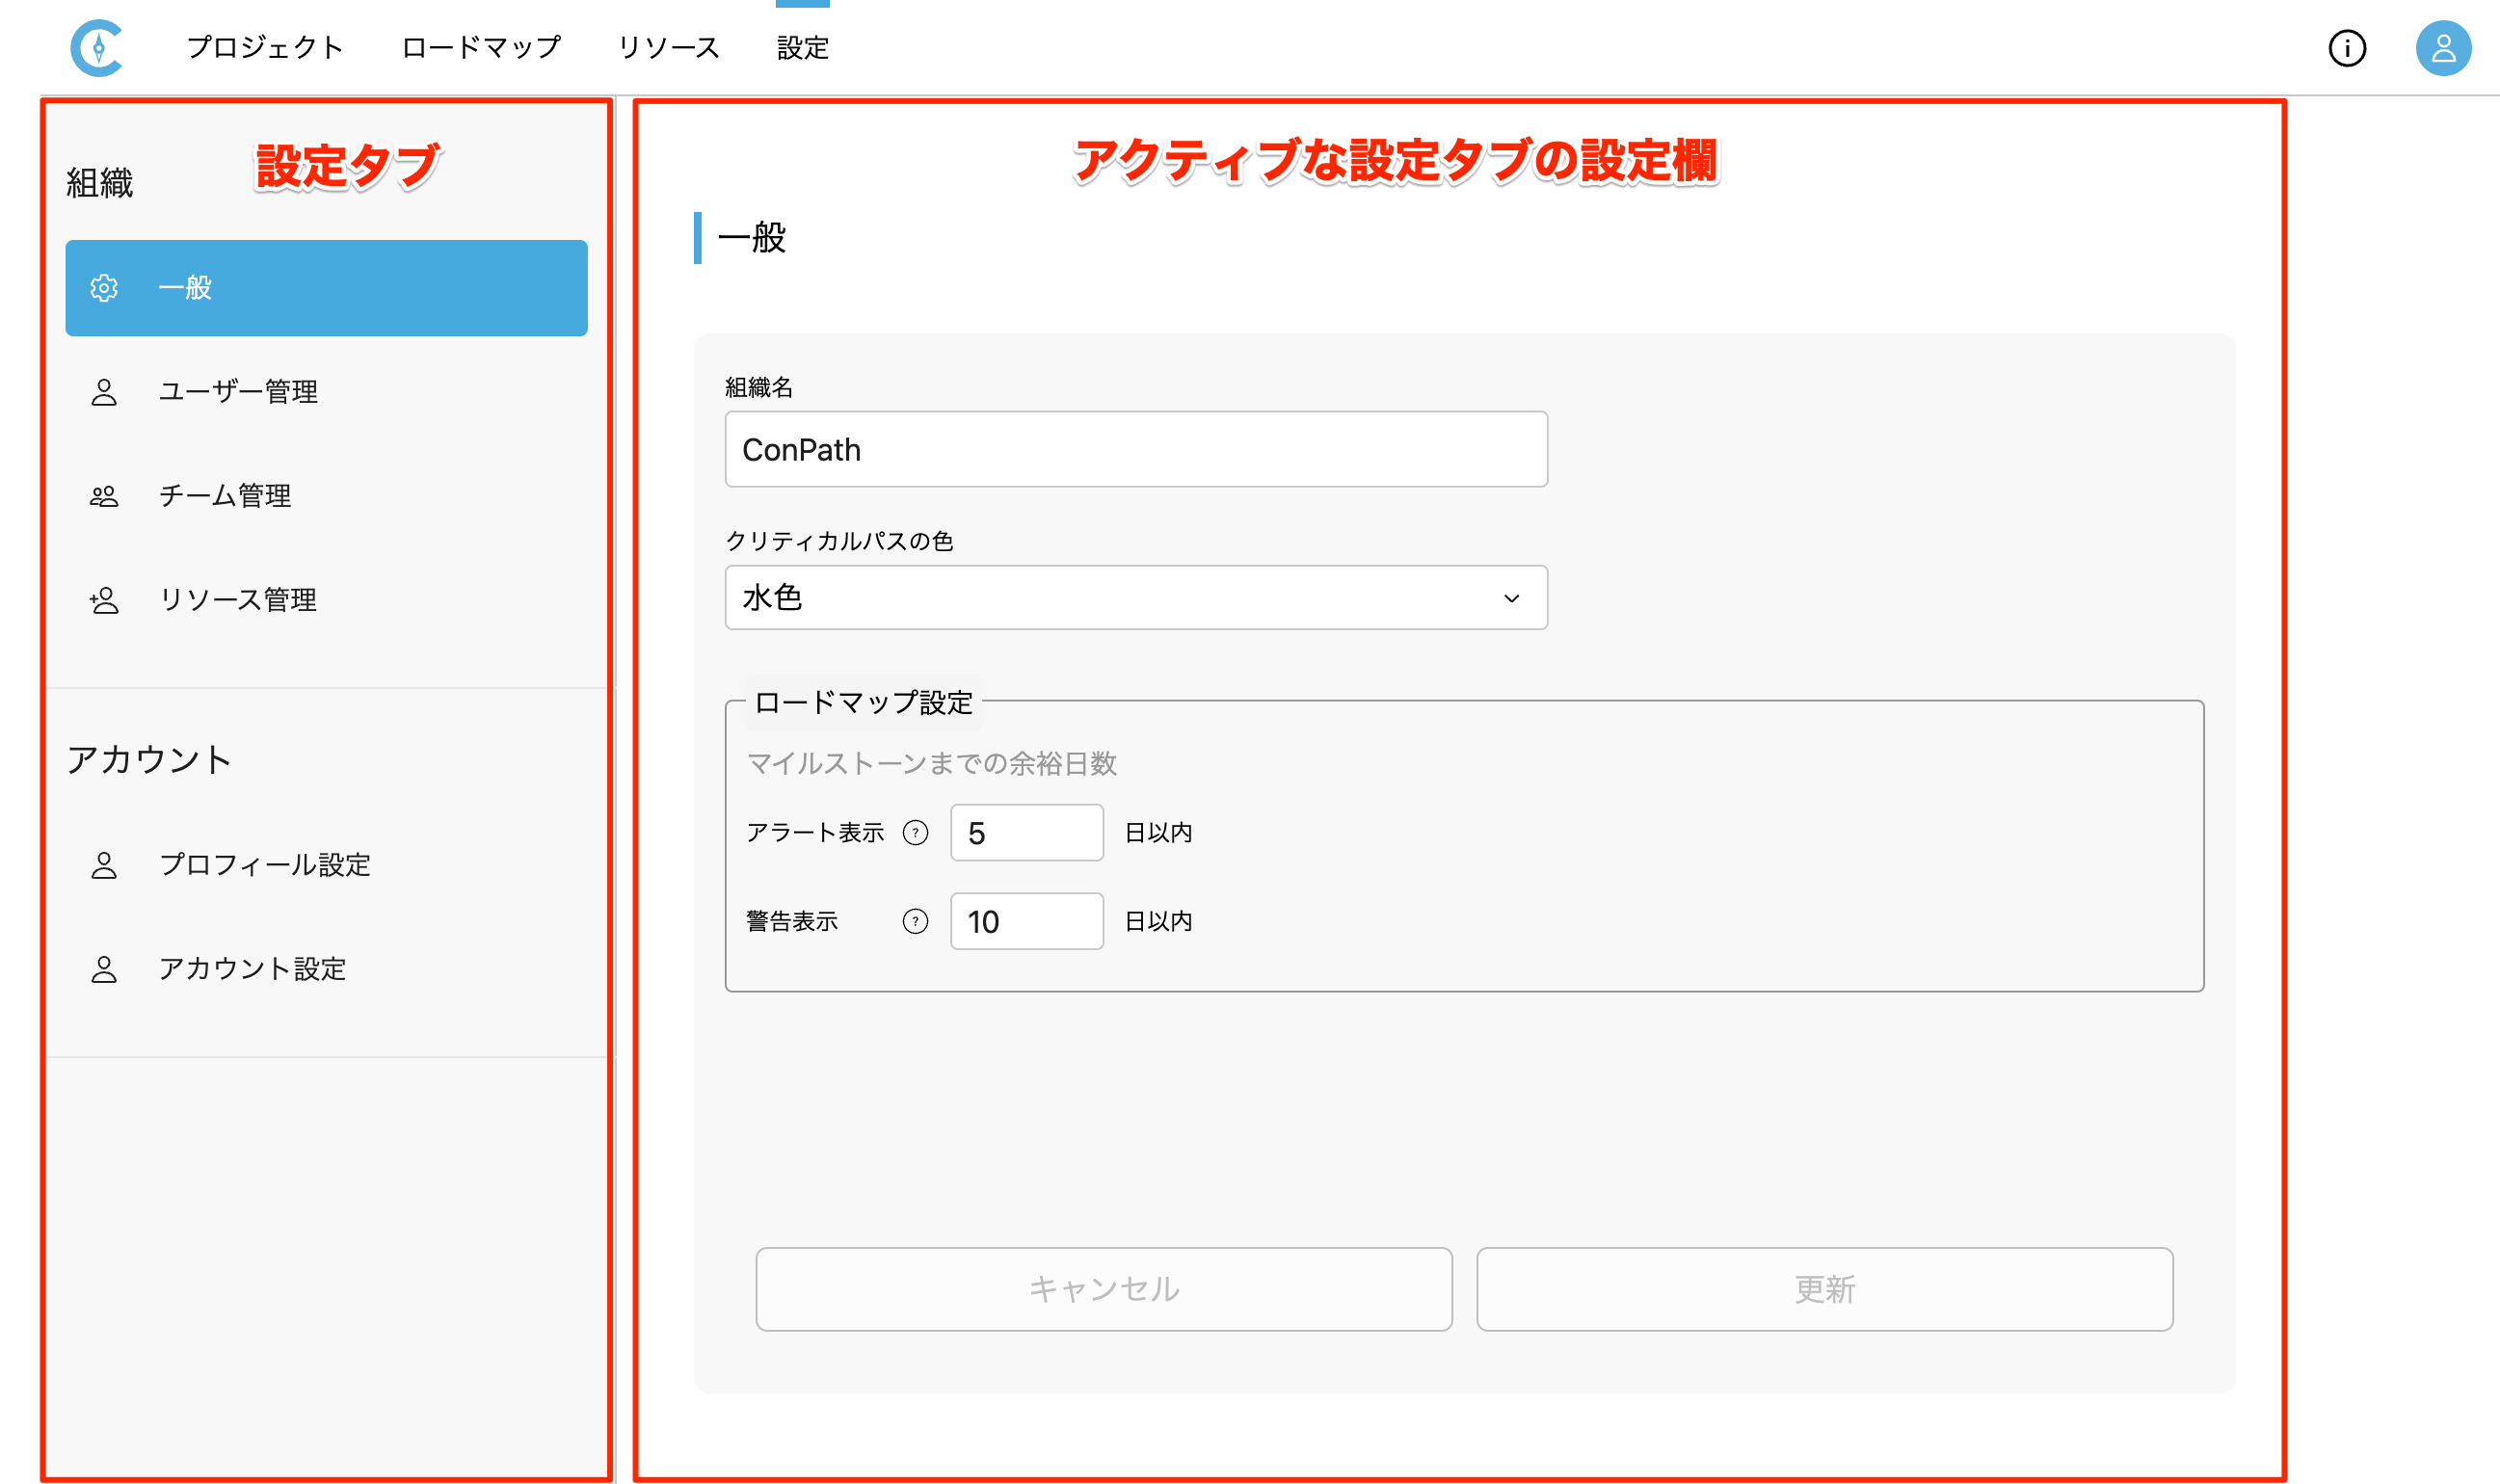 プロジェクト ロードマップ リソース 設定
設定タブ
組織
一般
ユーザー管理
チーム管理
リソース管理
アカウント
プロフィール設定
アカウント設定
アクティブな設定タブの設定欄
一般
組織名
ConPath
クリティカルパスの色
水色
ロードマップ設定
マイルストーンまでの余裕日数
アラート表示 ? 5 日以内
警告表示 ? 10 日以内
キャンセル 更新